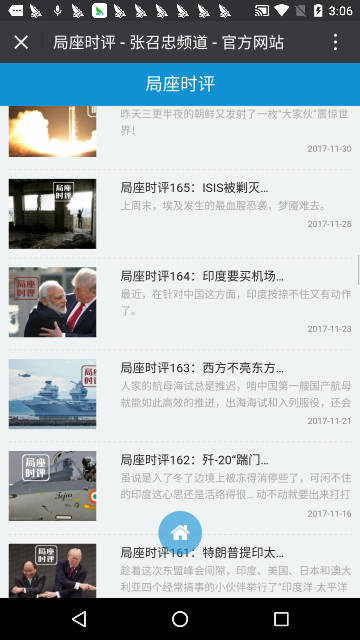 3:06
局座时评 - 张召忠频道 - 官方网站
局座时评
昨天三更半夜的朝鲜又发射了一枚“大家伙”震惊世
界！
2017-11-30
局座时评
局座时评165：ISIS被剿灭...
上周末，埃及发生的最血腥恐袭，梦魇难去。
2017-11-28
局座时评
局座时评164：印度要买机场...
最近，在针对中国这方面，印度按捺不住又有动作
了。
2017-11-23
局座时评
局座时评163：西方不亮东方...
人家的航母海试总是推迟，咱中国第一艘国产航母
就能如此高效的推进，出海海试和入列服役，还会
2017-11-21
局座时评
局座时评162：歼-20“踹门...
虽说是入了冬了边境上被冻得消停些了，可闲不住
的印度这心思还是活络得很... 动不动就要出来打打
Tejas
2017-11-16
局座时评
局座时评161：特朗普提印太...
趁着这次东盟峰会间隙，印度、美国、日本和澳大
利亚四个经常搞事的小伙伴举行了“印度洋-太平洋